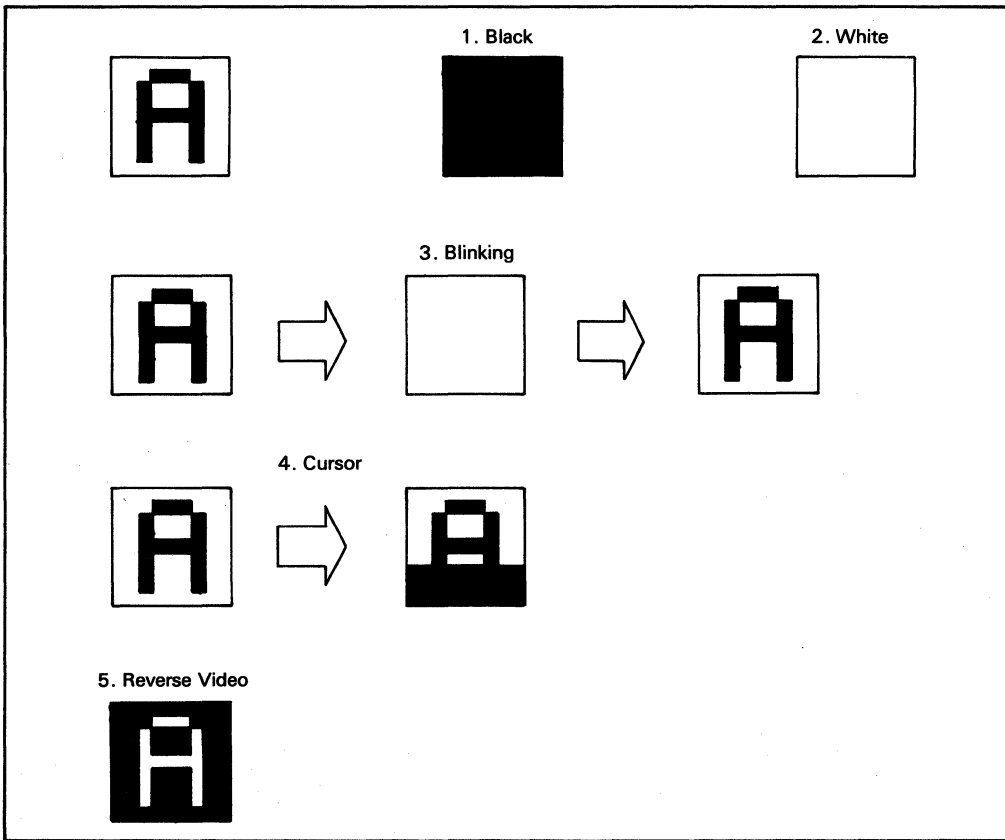 1. Black
2. White
3. Blinking
4. Cursor
5. Reverse Video